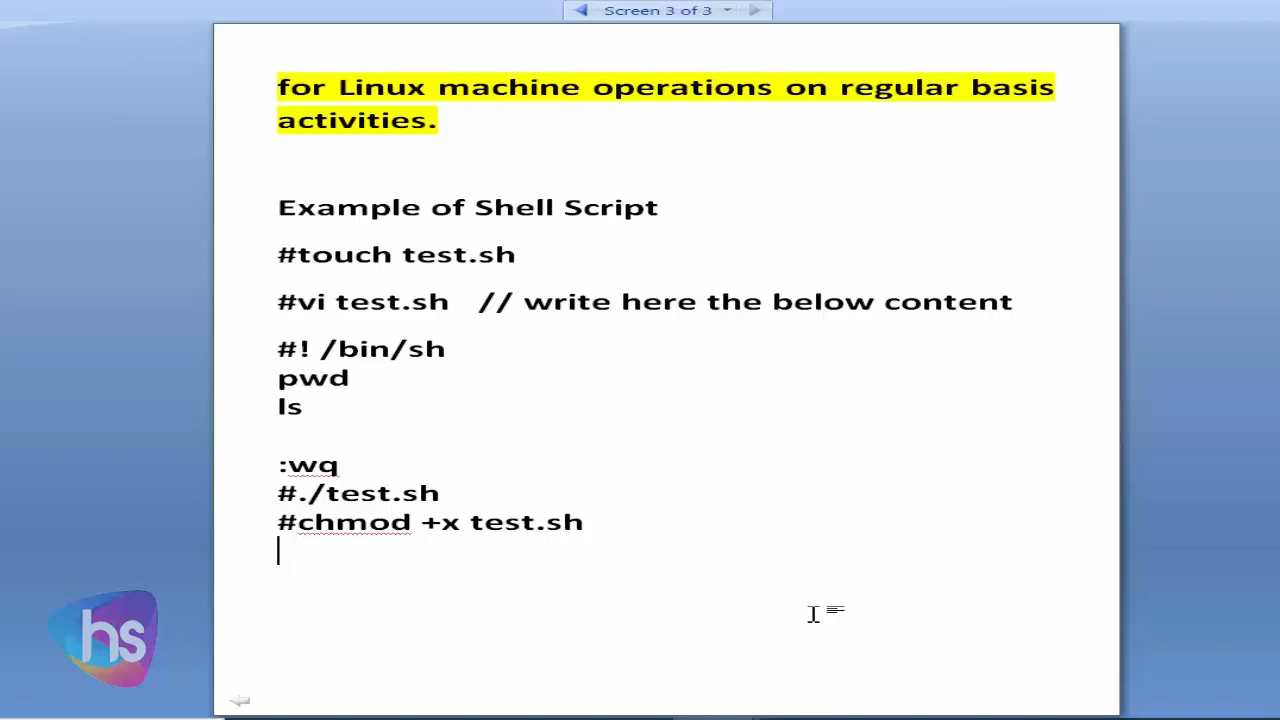 Screen 3 of 3
for Linux machine operations on regular basis
activities.
Example of Shell Script
#touch test.sh
#vi test.sh // write here the below content
#! /bin/sh
pwd
ls
:wq
#./test.sh
#chmod +x test.sh
hs